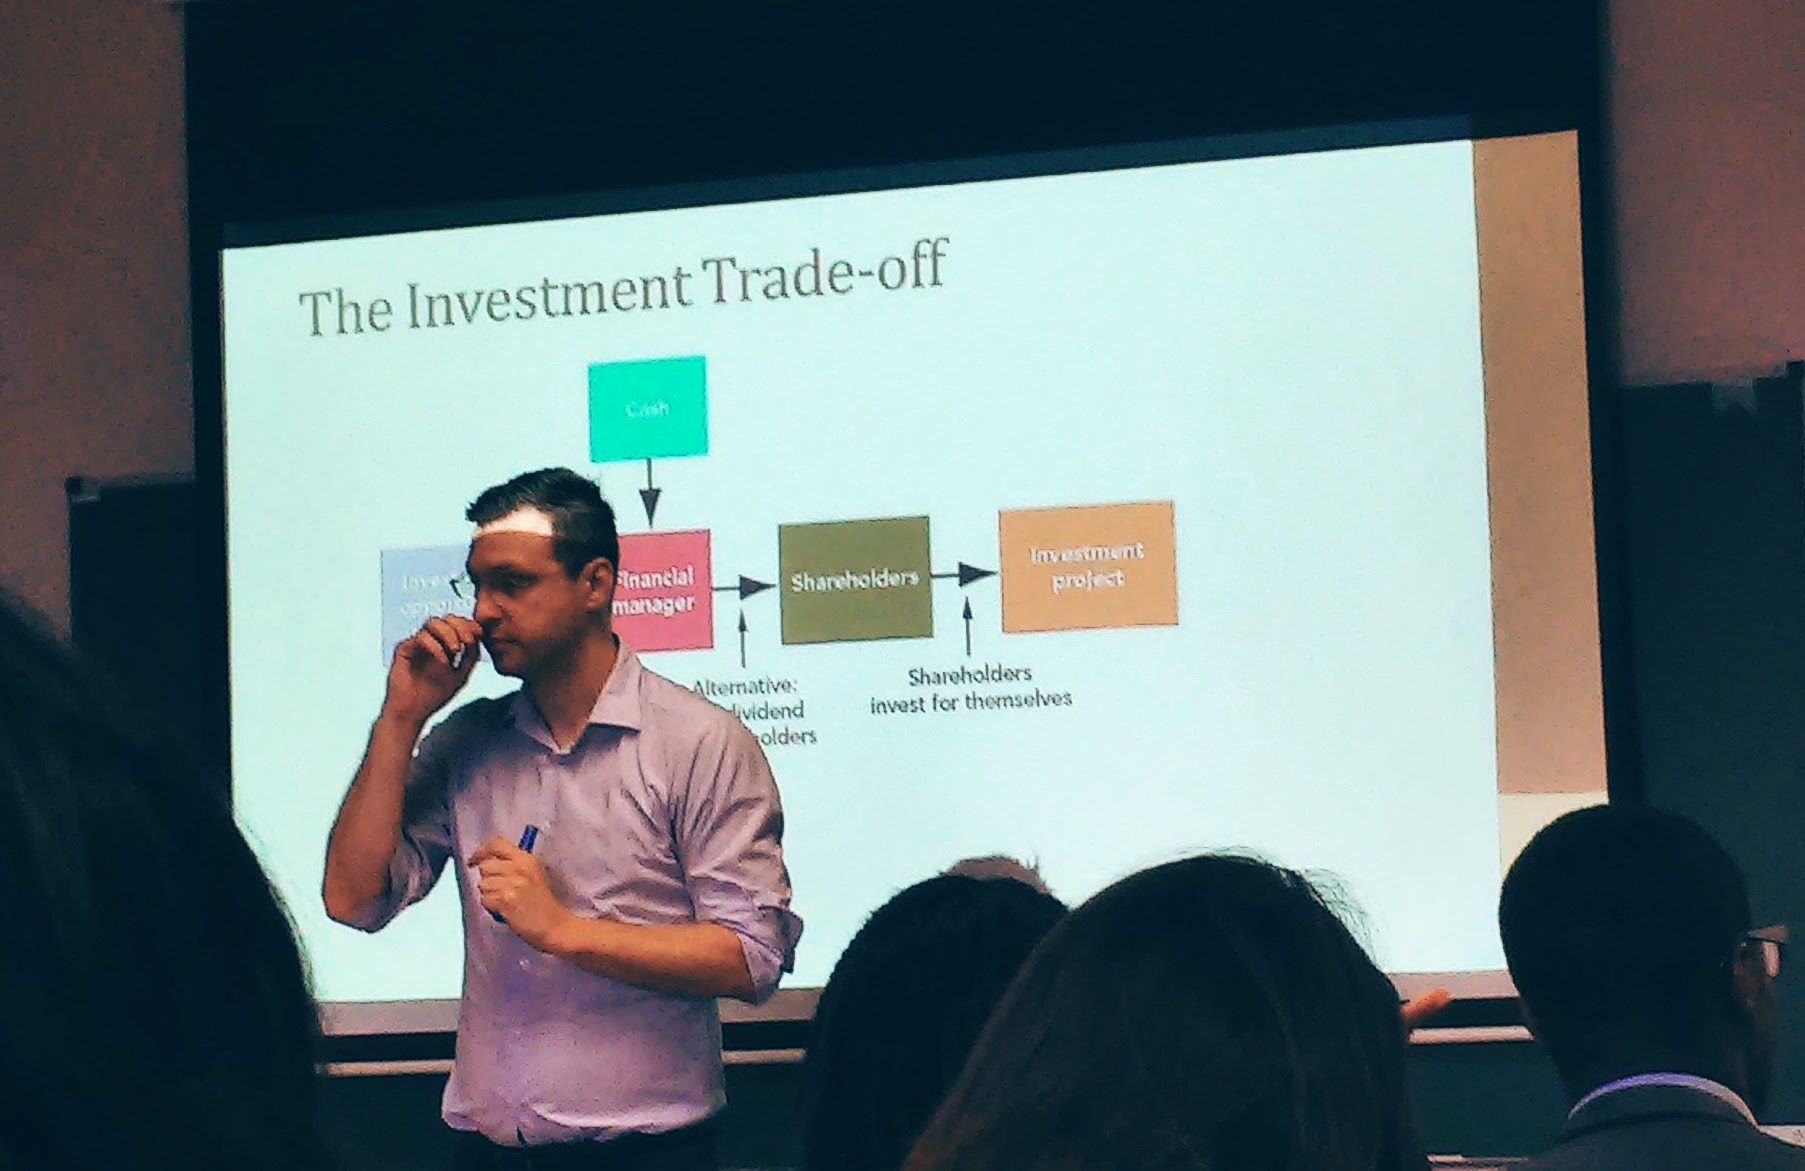 The Investment Trade-off
Cash
Financial
manager
Shareholders
Investment
project
Alternative:
Shareholders
invest for themselves